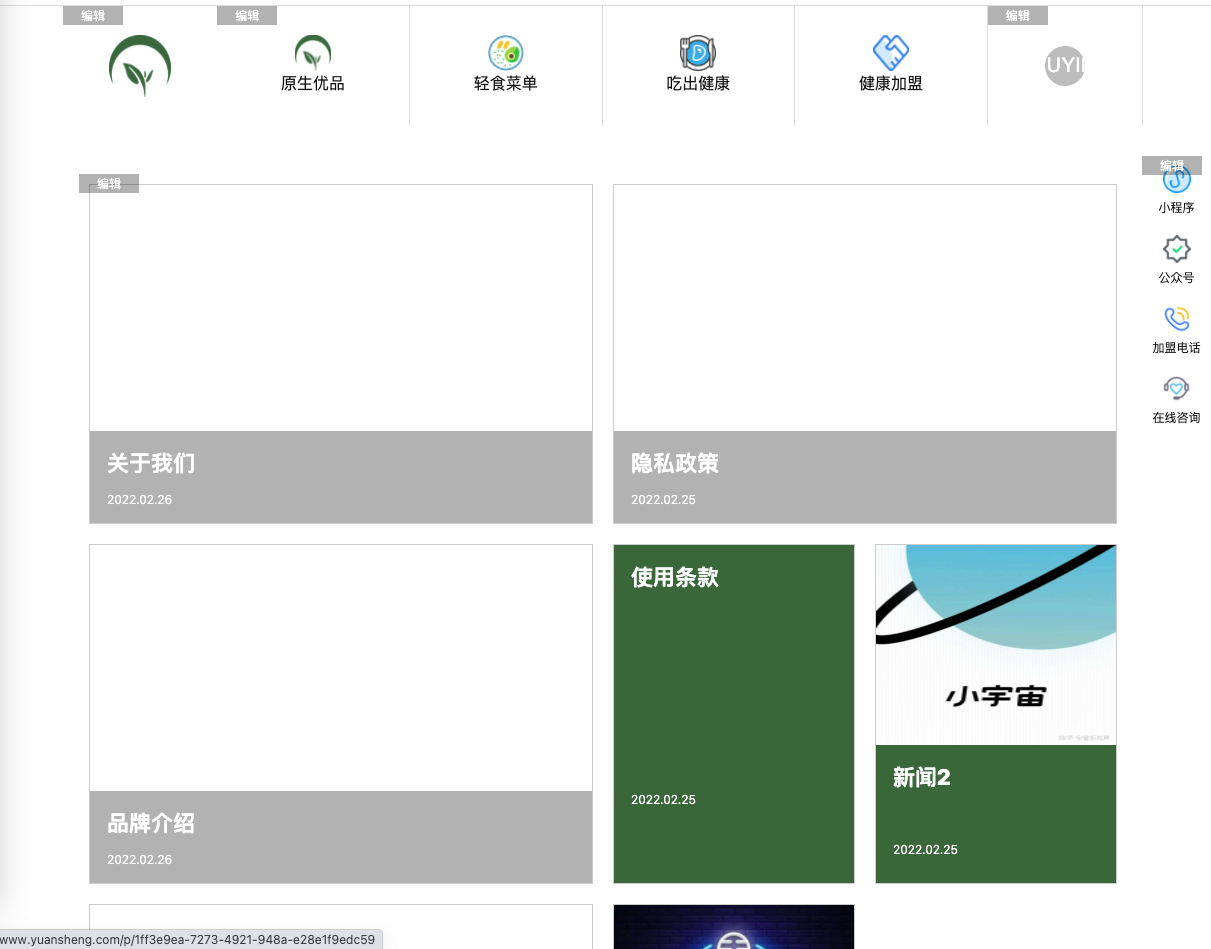 编辑
编辑
编辑
原生优品
轻食菜单
吃出健康
健康加盟
UYI
编辑
小程序
公众号
加盟电话
在线咨询
编辑
关于我们
2022.02.26
隐私政策
2022.02.25
品牌介绍
2022.02.26
使用条款
2022.02.25
小宇宙
新闻2
2022.02.25
www.yuansheng.com/p/1ff3e9ea-7273-4921-948a-e28e1f9edc59